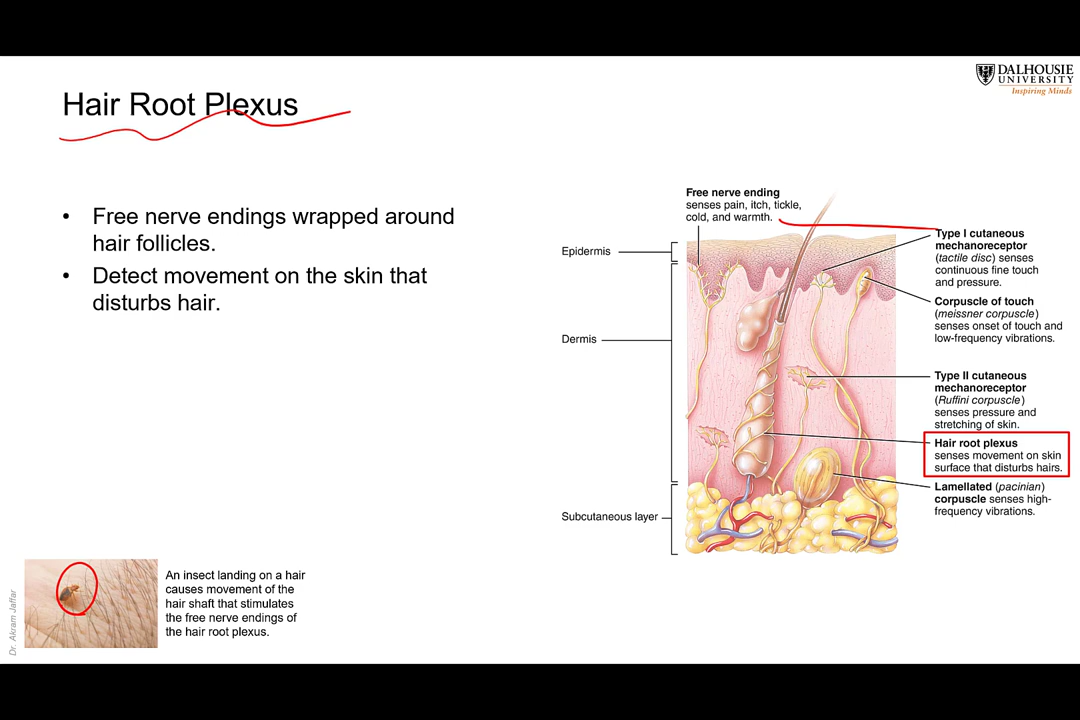 DALHOUSIE
UNIVERSITY
Inspiring Minds
Hair Root Plexus
• Free nerve endings wrapped around
hair follicles.
• Detect movement on the skin that
disturbs hair.
Free nerve ending
senses pain, itch, tickle,
cold, and warmth.
Epidermis
Dermis
Subcutaneous layer
Type I cutaneous
mechanoreceptor
(tactile disc) senses
continuous fine touch
and pressure.
Corpuscle of touch
(meissner corpuscle)
senses onset of touch and
low-frequency vibrations.
Type II cutaneous
mechanoreceptor
(Ruffini corpuscle)
senses pressure and
stretching of skin.
Hair root plexus
senses movement on skin
surface that disturbs hairs.
Lamellated (pacinian)
corpuscle senses high-
frequency vibrations.
An insect landing on a hair
causes movement of the
hair shaft that stimulates
the free nerve endings of
the hair root plexus.
Dr. Akram Jaffar